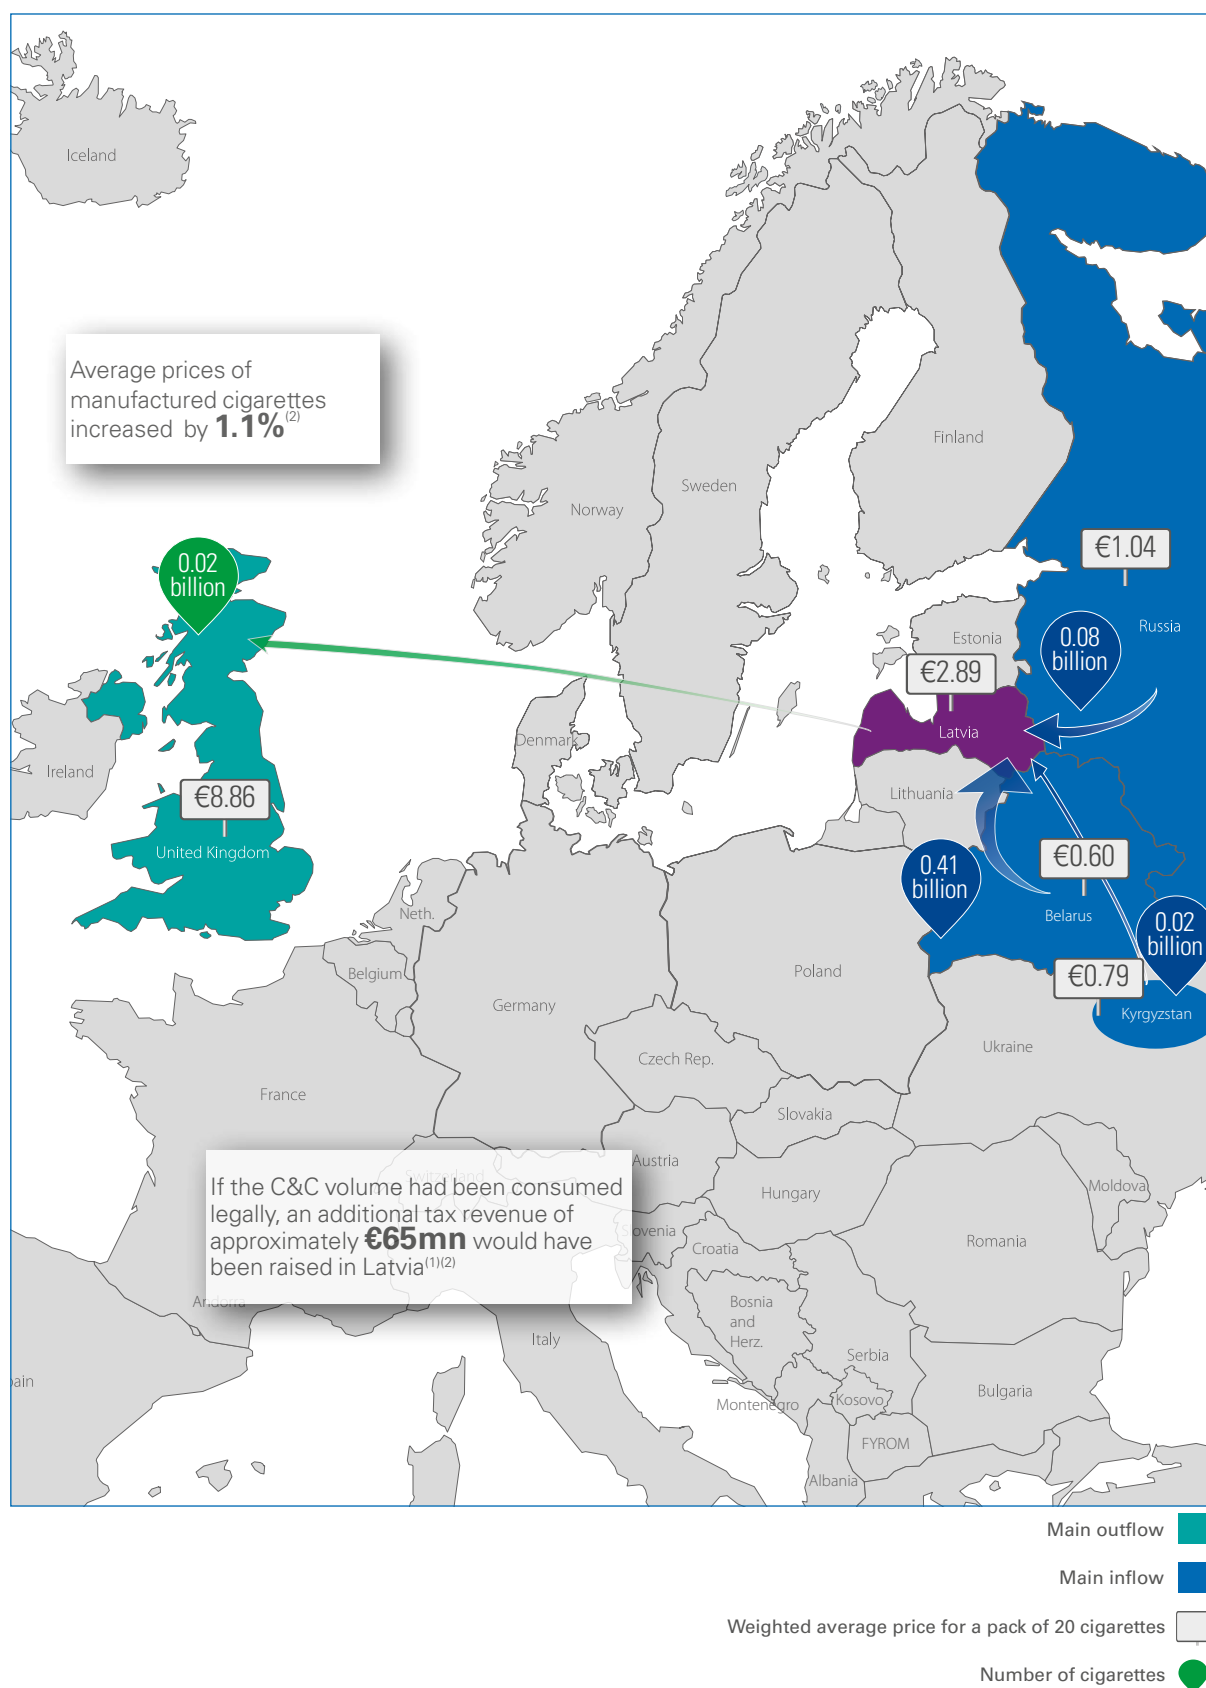 Iceland
Average prices of
manufactured cigarettes
increased by 1.1%(2)
Finland
Sweden
Norway
€1.04
0.02
billion
Russia
Estonia
0.08
billion
€2.89
Latvia
Denmark
Ireland
€8.86
Lithuania
United Kingdom
€0.60
0.41
billion
Neth.
Belarus
0.02
billion
Belgium
Poland
€0.79
Germany
Kyrgyzstan
Ukraine
Czech Rep.
France
Slovakia
Austria
Switzerland
If the C&C volume had been consumed
legally, an additional tax revenue of
approximately €65mn would have
been raised in Latvia(1)(2)
Hungary
Moldova
Slovenia
Croatia
Romania
Andorra
Bosnia
and
Herz.
Italy
Serbia
ain
Bulgaria
Montenegro
Kosovo
FYROM
Albania
Main outflow
Main inflow
Weighted average price for a pack of 20 cigarettes
Number of cigarettes